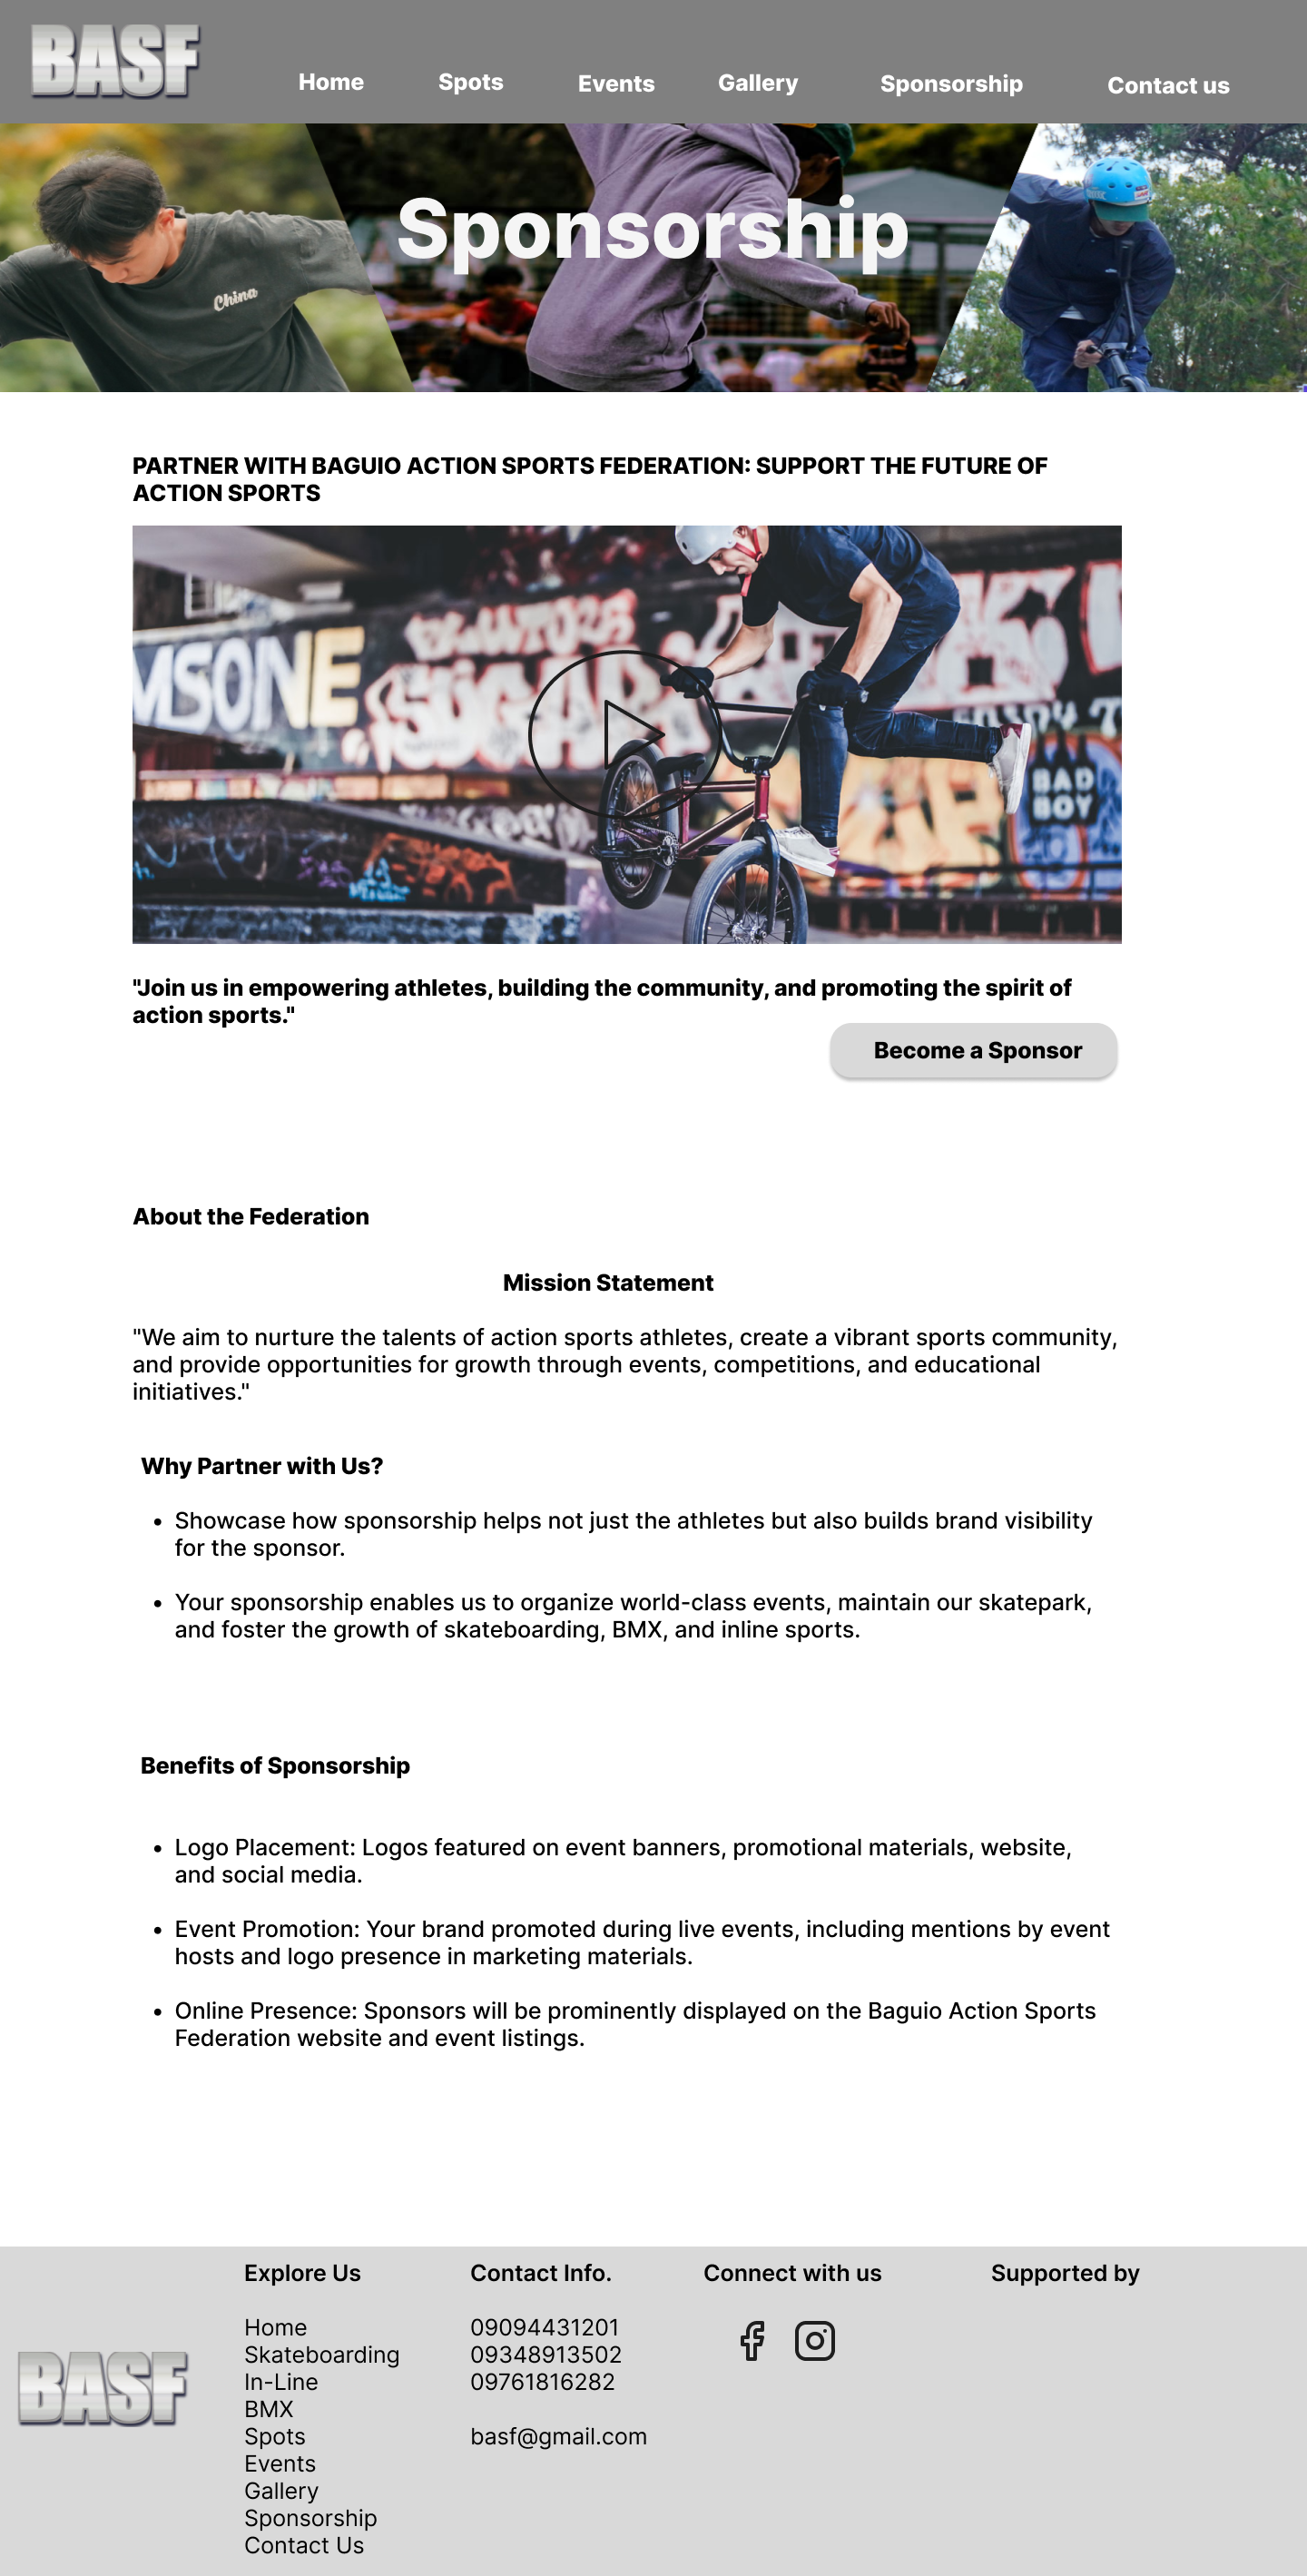 BASF
Home Spots Events Gallery Sponsorship Contact us
Sponsorship
China
PARTNER WITH BAGUIO ACTION SPORTS FEDERATION: SUPPORT THE FUTURE OF
ACTION SPORTS
MSONE
BAD
BOY
"Join us in empowering athletes, building the community, and promoting the spirit of
action sports."
Become a Sponsor
About the Federation
Mission Statement
"We aim to nurture the talents of action sports athletes, create a vibrant sports community,
and provide opportunities for growth through events, competitions, and educational
initiatives."
Why Partner with Us?
• Showcase how sponsorship helps not just the athletes but also builds brand visibility
for the sponsor.
• Your sponsorship enables us to organize world-class events, maintain our skatepark,
and foster the growth of skateboarding, BMX, and inline sports.
Benefits of Sponsorship
• Logo Placement: Logos featured on event banners, promotional materials, website,
and social media.
• Event Promotion: Your brand promoted during live events, including mentions by event
hosts and logo presence in marketing materials.
• Online Presence: Sponsors will be prominently displayed on the Baguio Action Sports
Federation website and event listings.
BASF
Explore Us
Home
Skateboarding
In-Line
BMX
Spots
Events
Gallery
Sponsorship
Contact Us
Contact Info.
09094431201
09348913502
09761816282
basf@gmail.com
Connect with us
Supported by